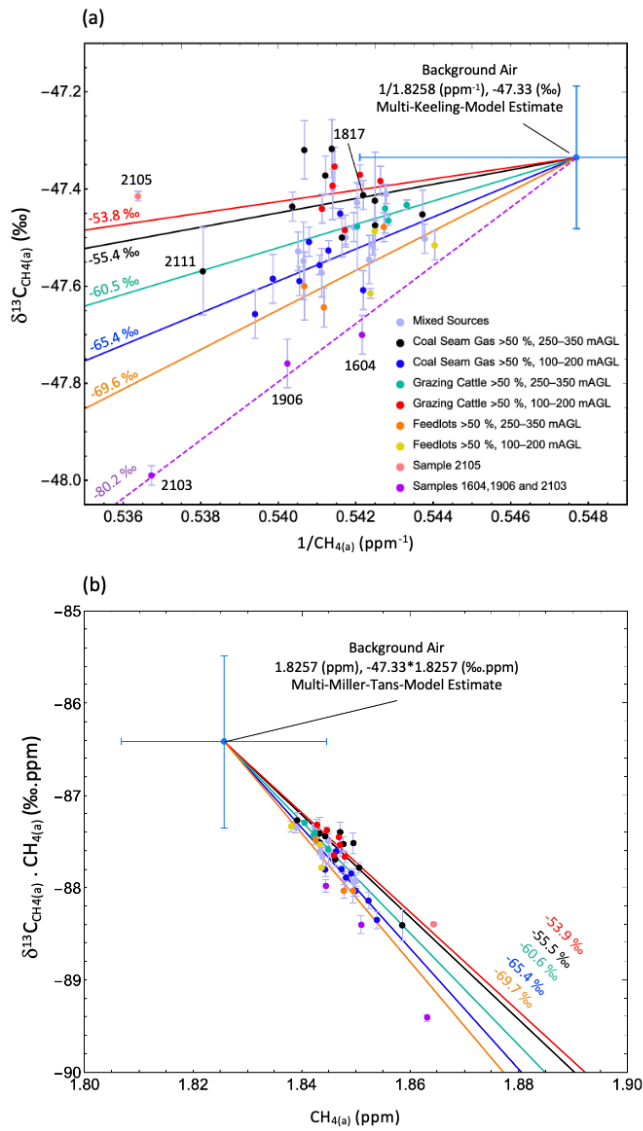 (a)
Background Air
1/1.8258 (ppm⁻¹), -47.33 (‰)
Multi-Keeling-Model Estimate
−47.2
−47.4
−47.6
−47.8
−48.0
δ¹³C_CH4(a) (‰)
1817
2105
-53.8 ‰
-55.4 ‰
2111
-60.5 ‰
-65.4 ‰
-69.6 ‰
-80.2 ‰
1604
1906
2103
Mixed Sources
Coal Seam Gas >50 %, 250–350 mAGL
Coal Seam Gas >50 %, 100–200 mAGL
Grazing Cattle >50 %, 250–350 mAGL
Grazing Cattle >50 %, 100–200 mAGL
Feedlots >50 %, 250–350 mAGL
Feedlots >50 %, 100–200 mAGL
Sample 2105
Samples 1604,1906 and 2103
0.536 0.538 0.540 0.542 0.544 0.546 0.548
1/CH4(a) (ppm⁻¹)
(b)
−85
−86
−87
−88
−89
−90
δ¹³C_CH4(a) . CH4(a) (‰.ppm)
Background Air
1.8257 (ppm), -47.33*1.8257 (‰.ppm)
Multi-Miller-Tans-Model Estimate
-53.9 ‰
-55.5 ‰
-60.6 ‰
-65.4 ‰
-69.7 ‰
1.80 1.82 1.84 1.86 1.88 1.90
CH4(a) (ppm)